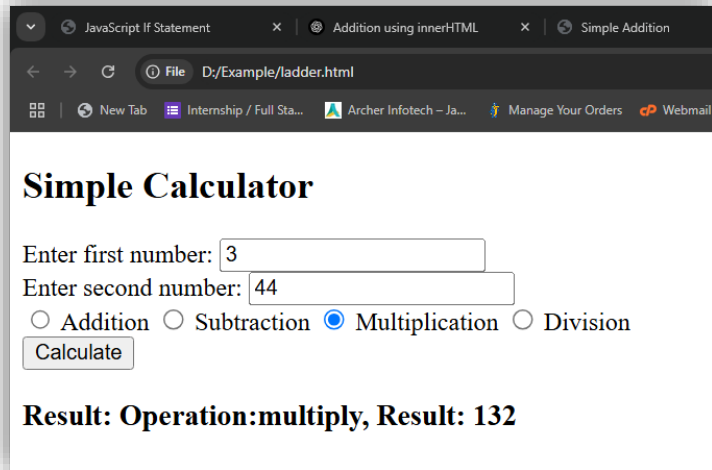 JavaScript If Statement Addition using innerHTML Simple Addition
File D:/Example/ladder.html
New Tab Internship / Full Sta... Archer Infotech – Ja... Manage Your Orders cP Webmail
Simple Calculator
Enter first number: 3
Enter second number: 44
Addition Subtraction Multiplication Division
Calculate
Result: Operation:multiply, Result: 132